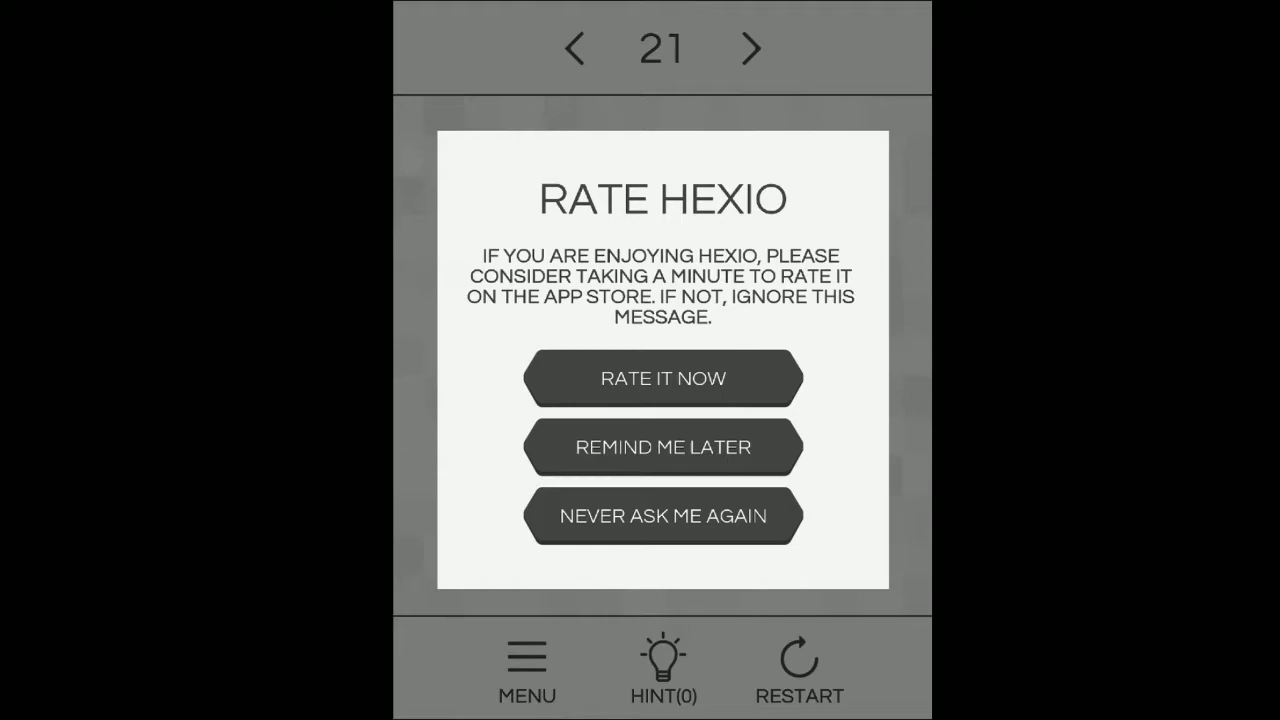 21
RATE HEXIO
IF YOU ARE ENJOYING HEXIO, PLEASE
CONSIDER TAKING A MINUTE TO RATE IT
ON THE APP STORE. IF NOT, IGNORE THIS
MESSAGE.
RATE IT NOW
REMIND ME LATER
NEVER ASK ME AGAIN
MENU
HINT(0)
RESTART